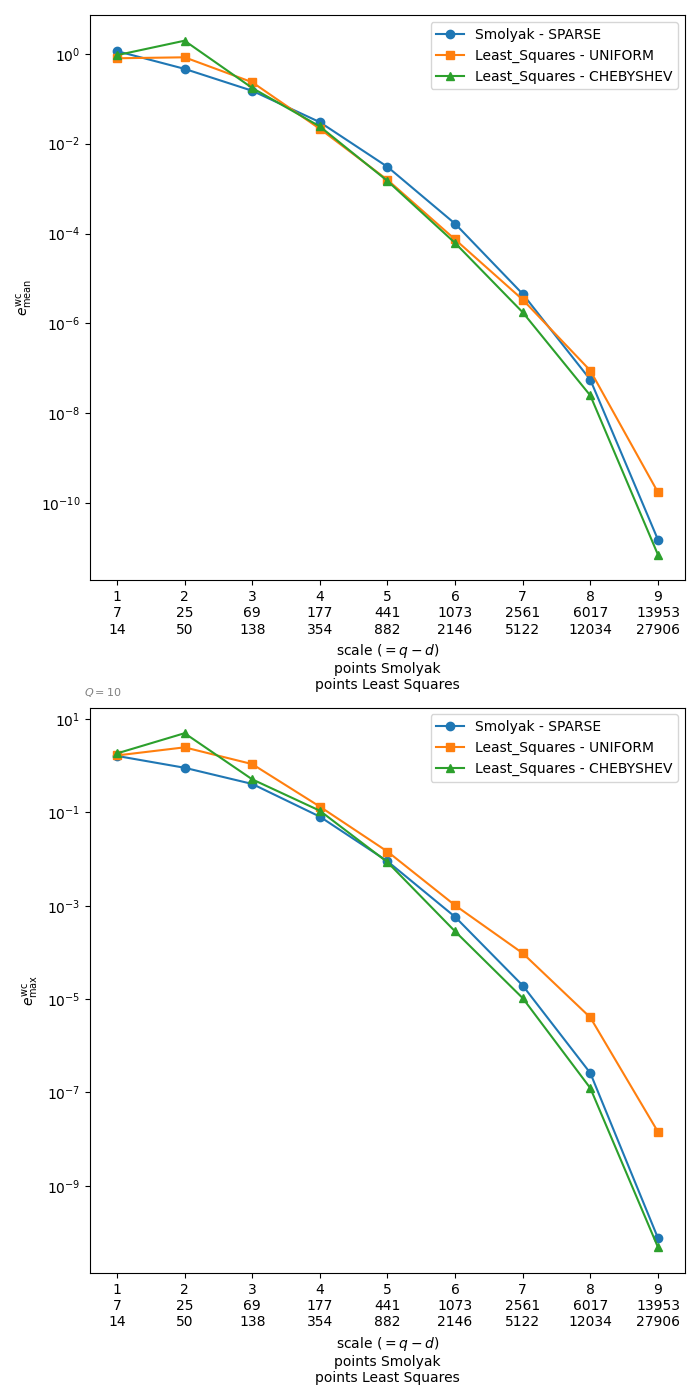 Smolyak - SPARSE
Least_Squares - UNIFORM
Least_Squares - CHEBYSHEV
10⁰
10⁻²
10⁻⁴
10⁻⁶
10⁻⁸
10⁻¹⁰
e^wc_mean
1 2 3 4 5 6 7 8 9
7 25 69 177 441 1073 2561 6017 13953
14 50 138 354 882 2146 5122 12034 27906
scale (= q − d)
points Smolyak
points Least Squares
Q = 10
Smolyak - SPARSE
Least_Squares - UNIFORM
Least_Squares - CHEBYSHEV
10¹
10⁻¹
10⁻³
10⁻⁵
10⁻⁷
10⁻⁹
e^wc_max
1 2 3 4 5 6 7 8 9
7 25 69 177 441 1073 2561 6017 13953
14 50 138 354 882 2146 5122 12034 27906
scale (= q − d)
points Smolyak
points Least Squares